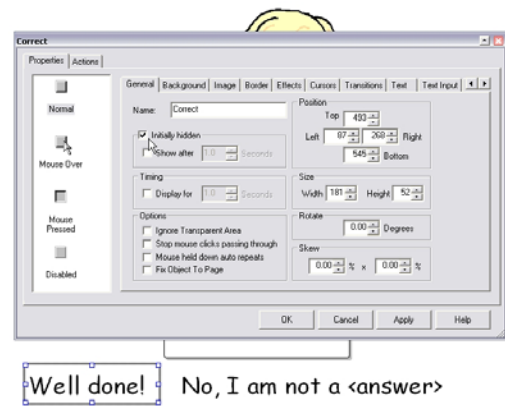 Correct
Properties Actions
Normal
Mouse Over
Mouse
Pressed
Disabled
General Background Image Border Effects Cursors Transitions Text Text Input
Name: Correct
Initially hidden
Show after 1.0 Seconds
Timing
Display for 1.0 Seconds
Options
Ignore Transparent Area
Stop mouse clicks passing through
Mouse held down auto repeats
Fix Object To Page
Position
Top 493
Left 87 268 Right
545 Bottom
Size
Width 181 Height 52
Rotate
0.00 Degrees
Skew
0.00 % x 0.00 %
OK Cancel Apply Help
Well done! No, I am not a <answer>